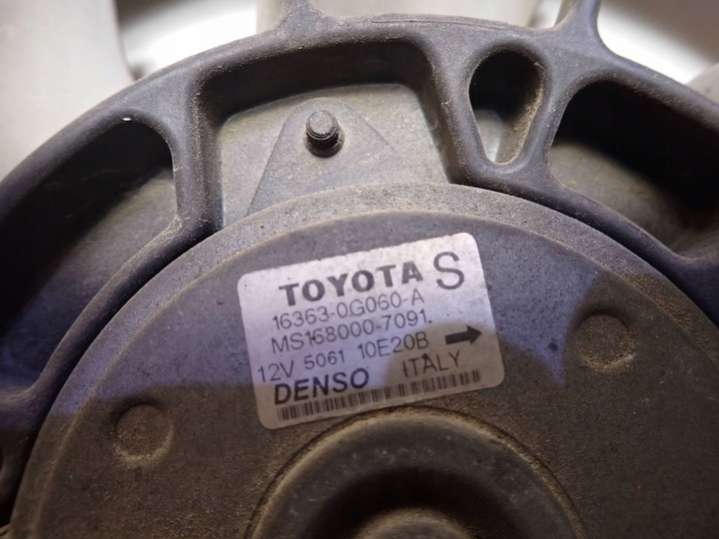 TOYOTA S
16363-0G060-A
MS168000-7091.
12V 5061 10E20B
DENSO ITALY